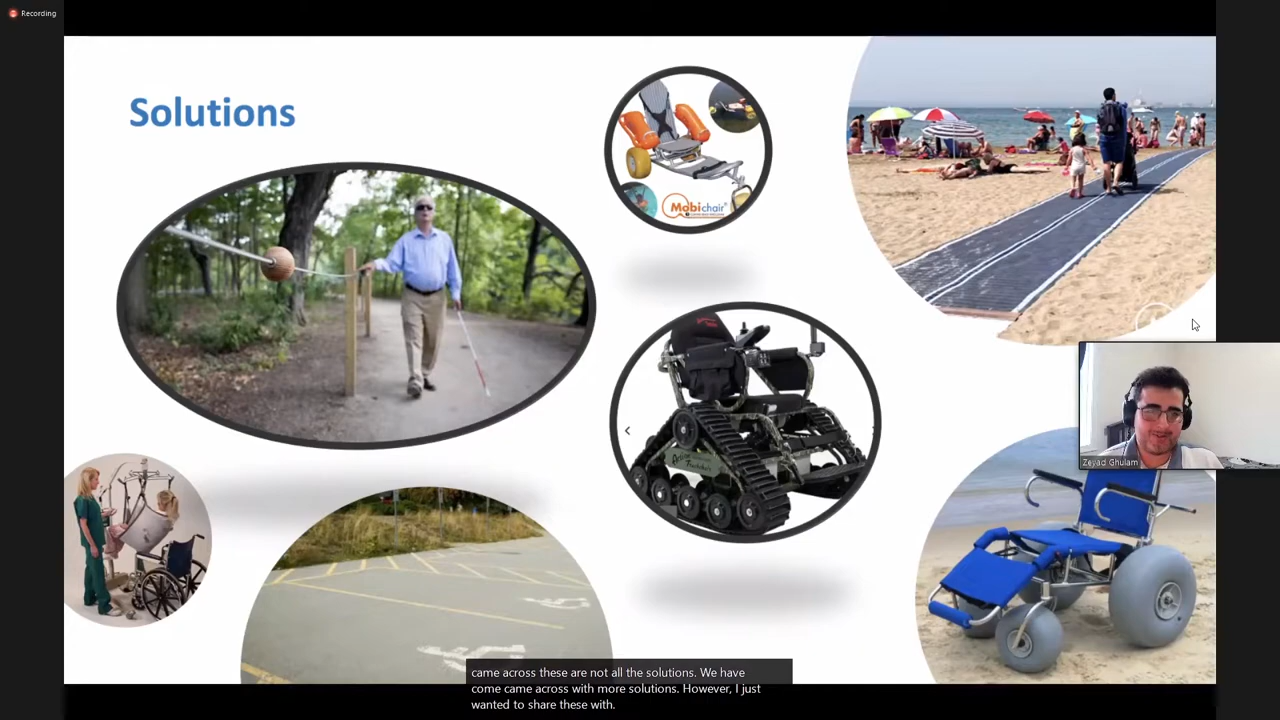 Recording
Solutions
Mobichair®
Zeyad Ghulam
came across these are not all the solutions. We have
come came across with more solutions. However, I just
wanted to share these with.